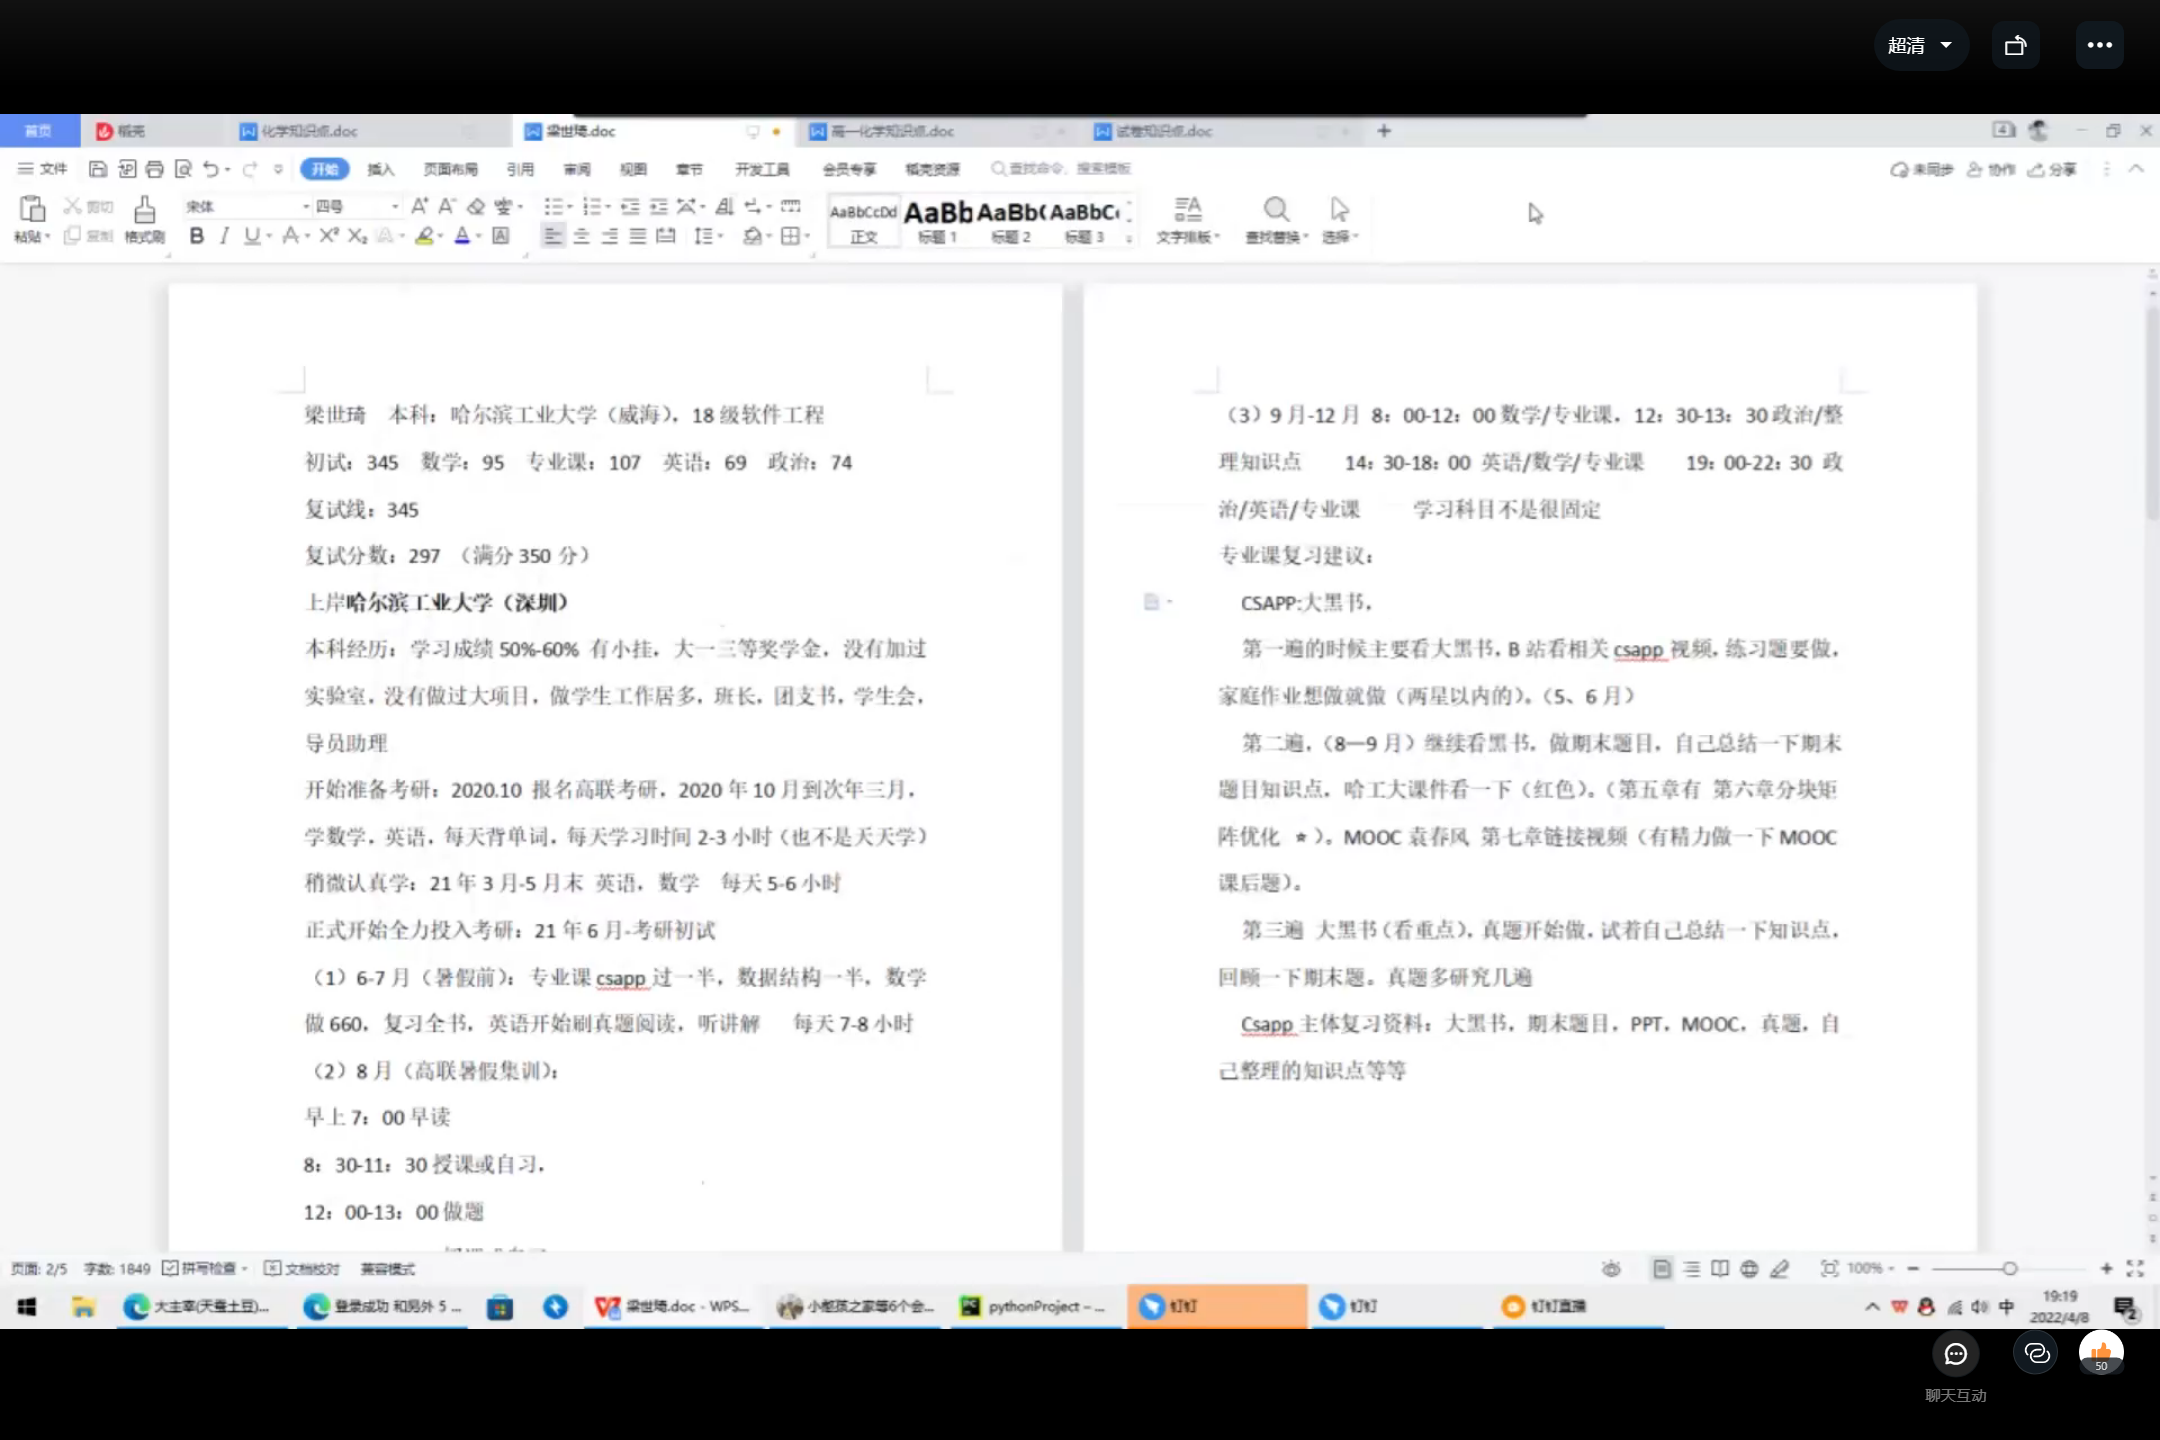 超清
首页
稻壳
化学知识点.doc
梁世琦.doc
高一化学知识点.doc
试卷知识点.doc
文件
开始
插入
页面布局
引用
审阅
视图
章节
开发工具
会员专享
稻壳资源
查找命令、搜索模板
未同步
协作
分享
粘贴
剪切
复制
格式刷
宋体
四号
AaBbCcDd
正文
AaBb
标题 1
AaBb(
标题 2
AaBbC
标题 3
文字排版
查找替换
选择
梁世琦 本科：哈尔滨工业大学（威海），18 级软件工程
初试：345 数学：95 专业课：107 英语：69 政治：74
复试线：345
复试分数：297 （满分 350 分）
上岸哈尔滨工业大学（深圳）
本科经历：学习成绩 50%-60% 有小挂，大一三等奖学金，没有加过
实验室，没有做过大项目，做学生工作居多，班长，团支书，学生会，
导员助理
开始准备考研：2020.10 报名高联考研，2020 年 10 月到次年三月，
学数学，英语，每天背单词，每天学习时间 2-3 小时（也不是天天学）
稍微认真学：21 年 3 月-5 月末 英语，数学 每天 5-6 小时
正式开始全力投入考研：21 年 6 月-考研初试
（1）6-7 月（暑假前）：专业课 csapp 过一半，数据结构一半，数学
做 660，复习全书，英语开始刷真题阅读，听讲解 每天 7-8 小时
（2）8 月（高联暑假集训）：
早上 7：00 早读
8：30-11：30 授课或自习，
12：00-13：00 做题
（3）9 月-12 月 8：00-12：00 数学/专业课，12：30-13：30 政治/整
理知识点 14：30-18：00 英语/数学/专业课 19：00-22：30 政
治/英语/专业课 学习科目不是很固定
专业课复习建议：
CSAPP:大黑书，
第一遍的时候主要看大黑书，B 站看相关 csapp 视频，练习题要做，
家庭作业想做就做（两星以内的）。（5、6 月）
第二遍，（8—9 月）继续看黑书，做期末题目，自己总结一下期末
题目知识点，哈工大课件看一下（红色）。（第五章有 第六章分块矩
阵优化 ★）。MOOC 袁春风 第七章链接视频（有精力做一下 MOOC
课后题）。
第三遍 大黑书（看重点），真题开始做，试着自己总结一下知识点，
回顾一下期末题。真题多研究几遍
Csapp 主体复习资料：大黑书，期末题目，PPT，MOOC，真题，自
己整理的知识点等等
页面: 2/5 字数: 1849 拼写检查 文档校对 兼容模式
100%
大主宰(天蚕土豆)...
登录成功 和另外 5 ...
梁世琦.doc - WPS...
小憨孩之家等6个会...
pythonProject – ...
钉钉
钉钉
钉钉直播
中
19:19
2022/4/8
2
50
聊天互动